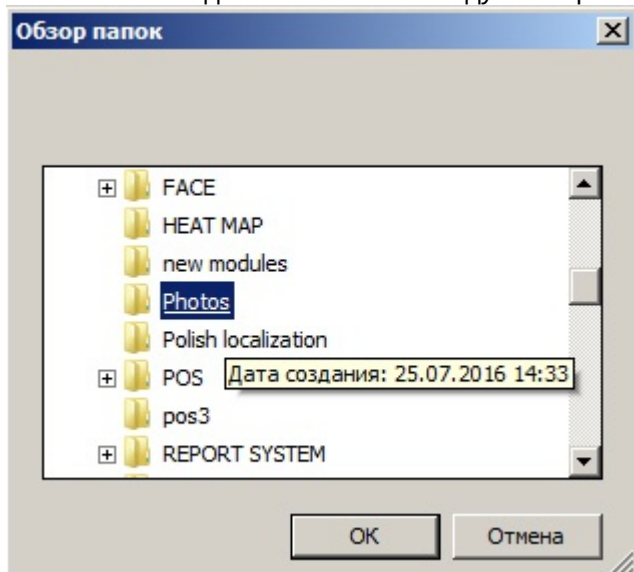 Обзор папок
FACE
HEAT MAP
new modules
Photos
Polish localization
POS
Дата создания: 25.07.2016 14:33
pos3
REPORT SYSTEM
OK
Отмена